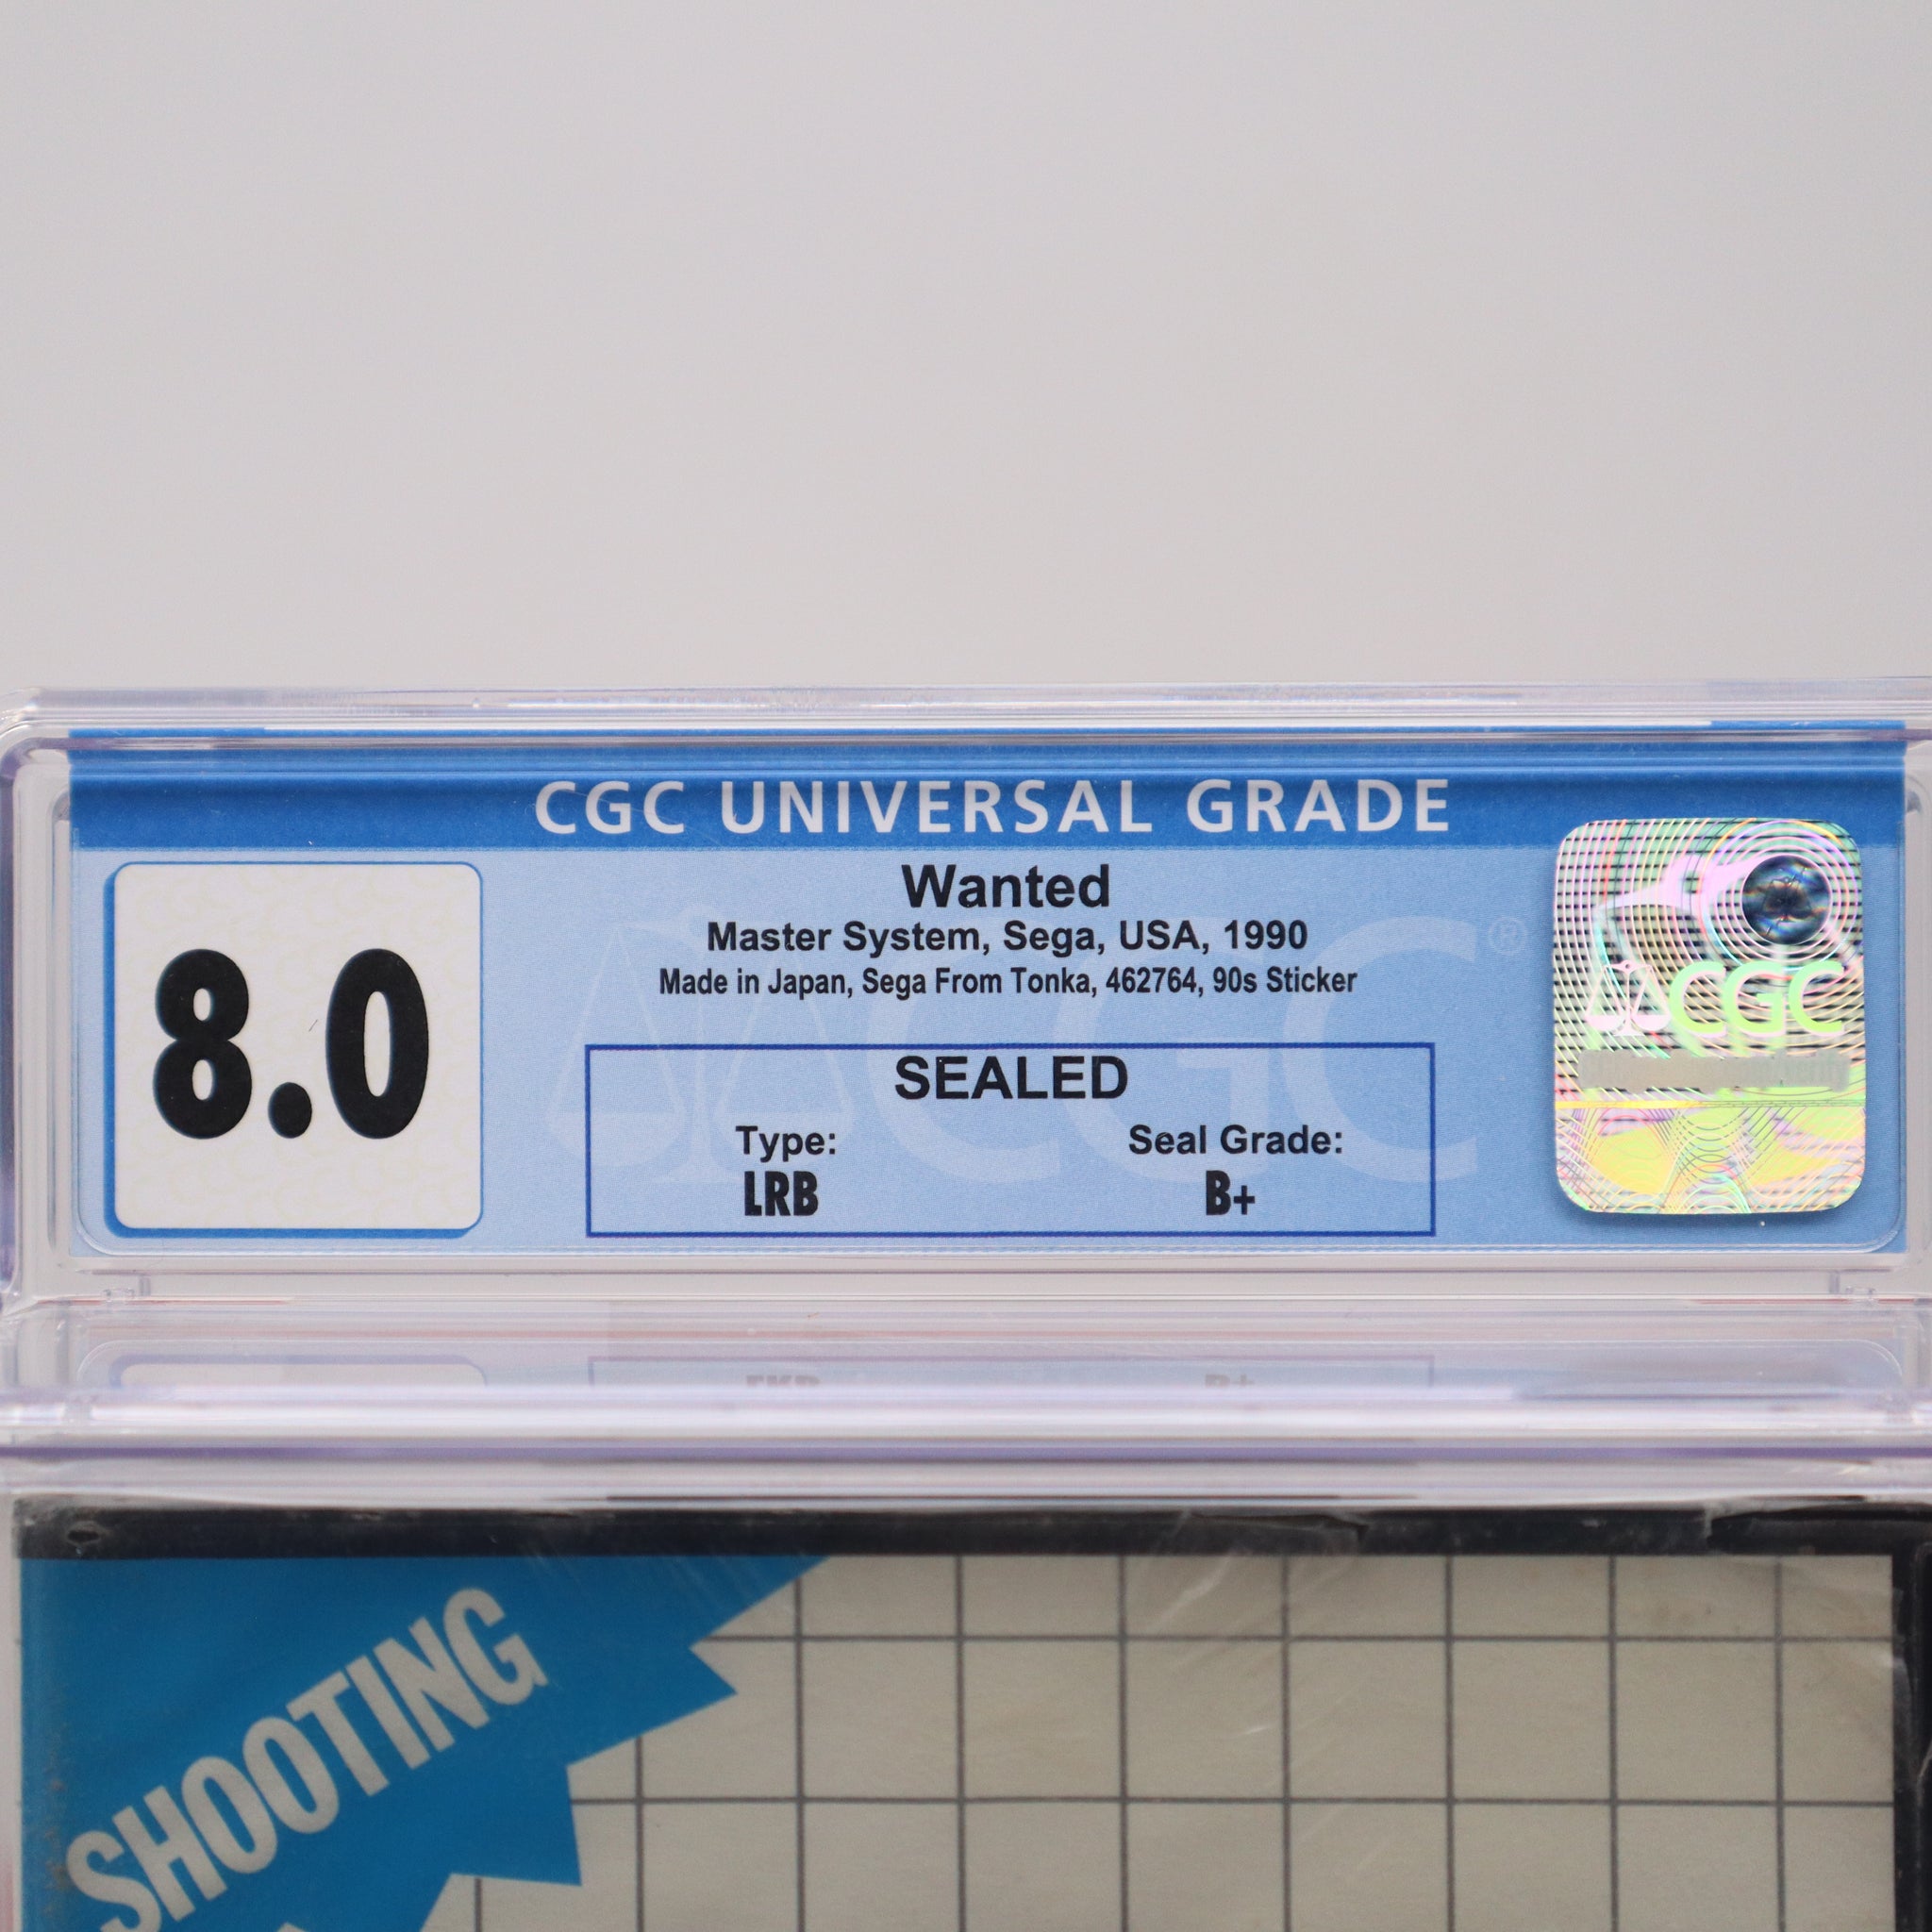 CGC UNIVERSAL GRADE
8.0
Wanted
Master System, Sega, USA, 1990
Made in Japan, Sega From Tonka, 462764, 90s Sticker
SEALED
Type:
Seal Grade:
LRB
B+
CGC
CGC ®
SHOOTING